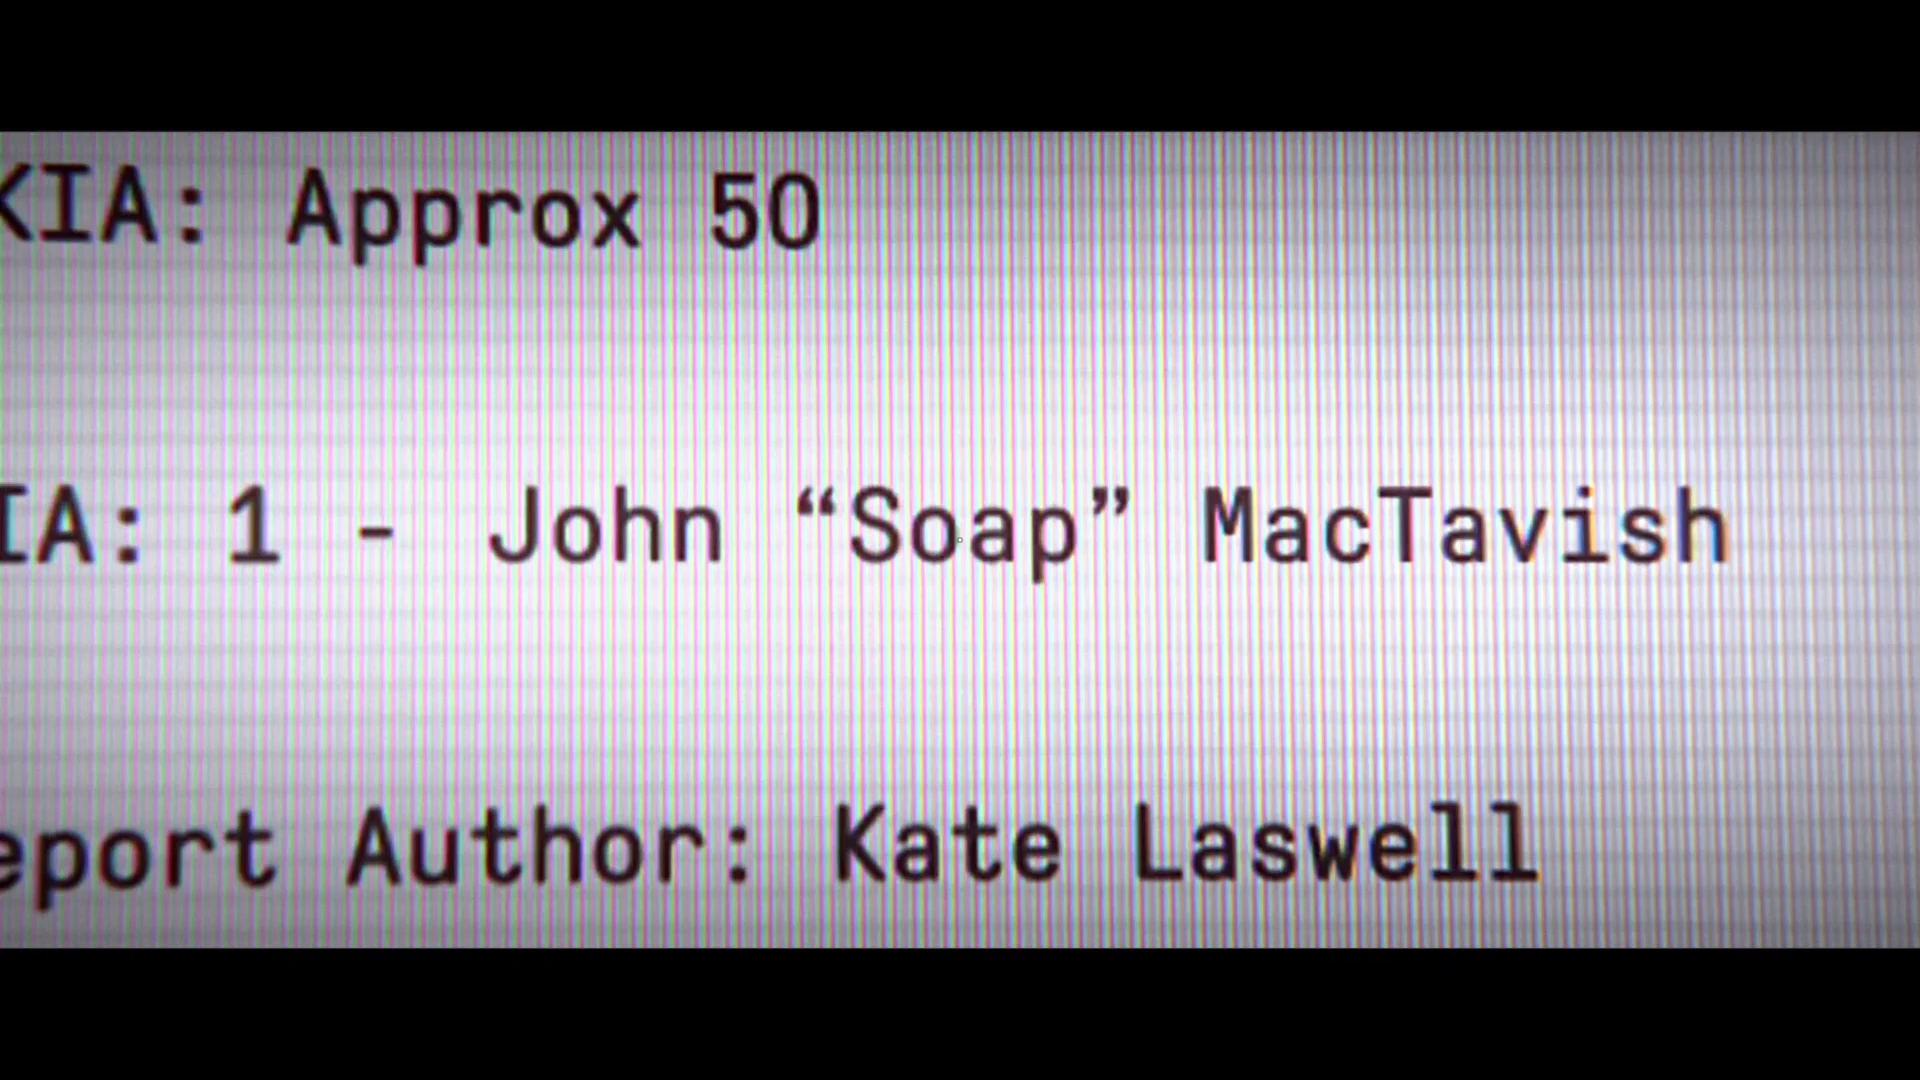 KIA: Approx 50
IA: 1 - John “Soap” MacTavish
eport Author: Kate Laswell